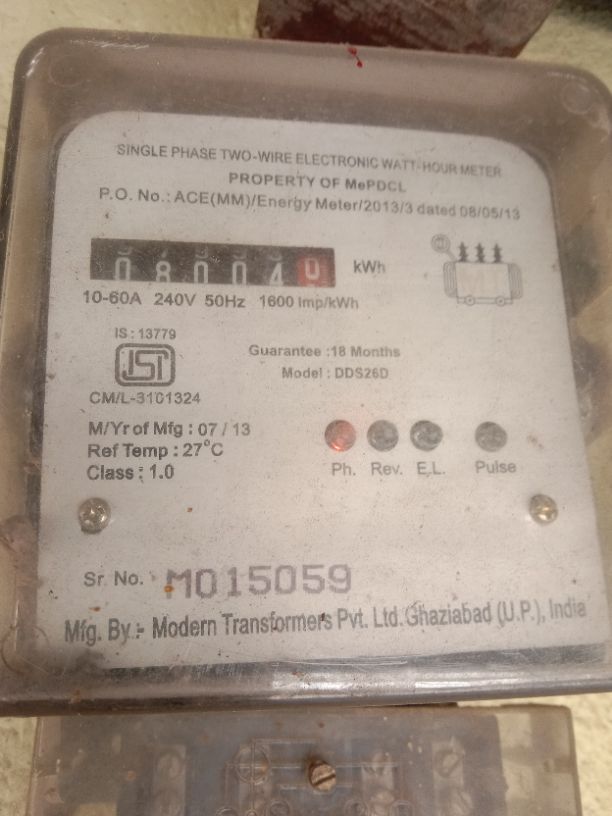 SINGLE PHASE TWO-WIRE ELECTRONIC WATT-HOUR METER
PROPERTY OF MePDCL
P.O. No.: ACE(MM)/Energy Meter/2013/3 dated 08/05/13
080040 kWh
10-60A 240V 50Hz 1600 Imp/kWh
IS : 13779
Guarantee :18 Months
Model : DDS26D
CM/L-3101324
M/Yr of Mfg : 07 / 13
Ref Temp : 27°C
Class : 1.0
Ph. Rev. E.L. Pulse
Sr. No. M015059
Mfg. By :- Modern Transformers Pvt. Ltd. Ghaziabad (U.P.), India